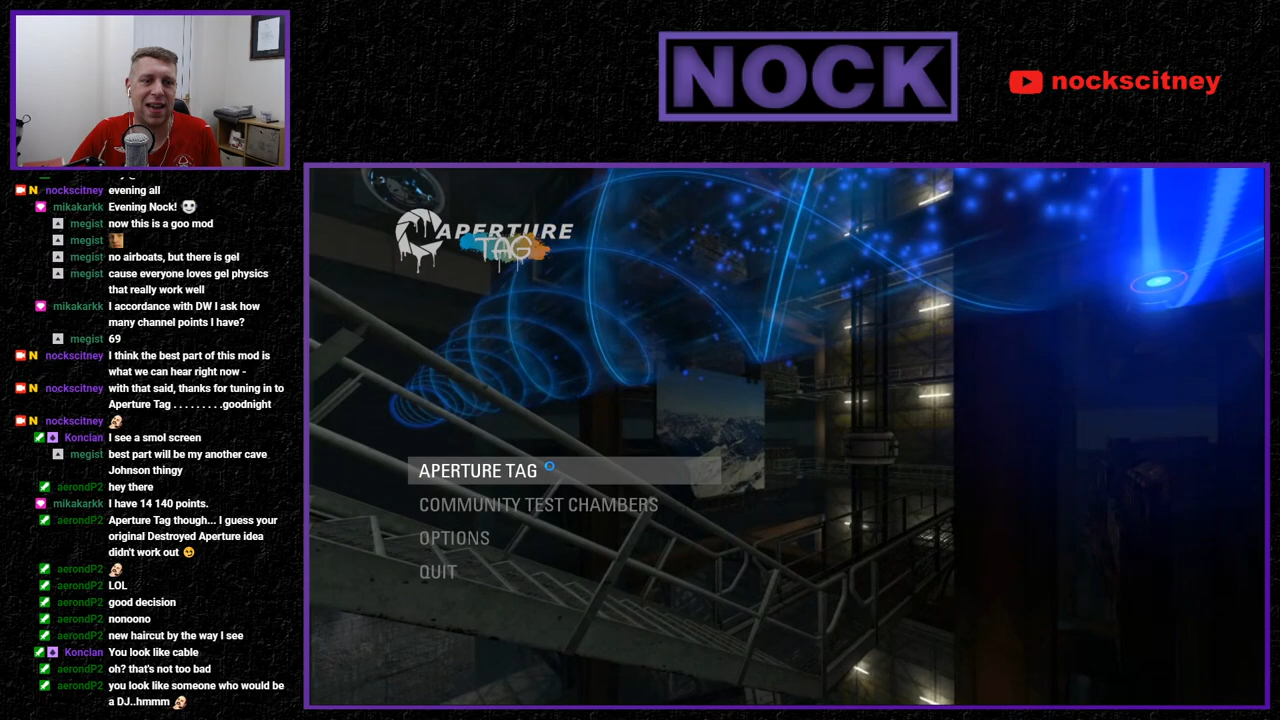 NOCK
nockscitney
nockscitney evening all
mikakarkk Evening Nock!
megist now this is a goo mod
megist
megist no airboats, but there is gel
megist cause everyone loves gel physics
that really work well
mikakarkk I accordance with DW I ask how
many channel points I have?
megist 69
nockscitney I think the best part of this mod is
what we can hear right now -
nockscitney with that said, thanks for tuning in to
Aperture Tag . . . . . . . . .goodnight
nockscitney
Konclan I see a smol screen
megist best part will be my another cave
Johnson thingy
aerondP2 hey there
mikakarkk I have 14 140 points.
aerondP2 Aperture Tag though... I guess your
original Destroyed Aperture idea
didn't work out 😉
aerondP2
aerondP2 LOL
aerondP2 good decision
aerondP2 nonoono
aerondP2 new haircut by the way I see
Konclan You look like cable
aerondP2 oh? that's not too bad
aerondP2 you look like someone who would be
a DJ..hmmm
APERTURE
TAG
APERTURE TAG
COMMUNITY TEST CHAMBERS
OPTIONS
QUIT